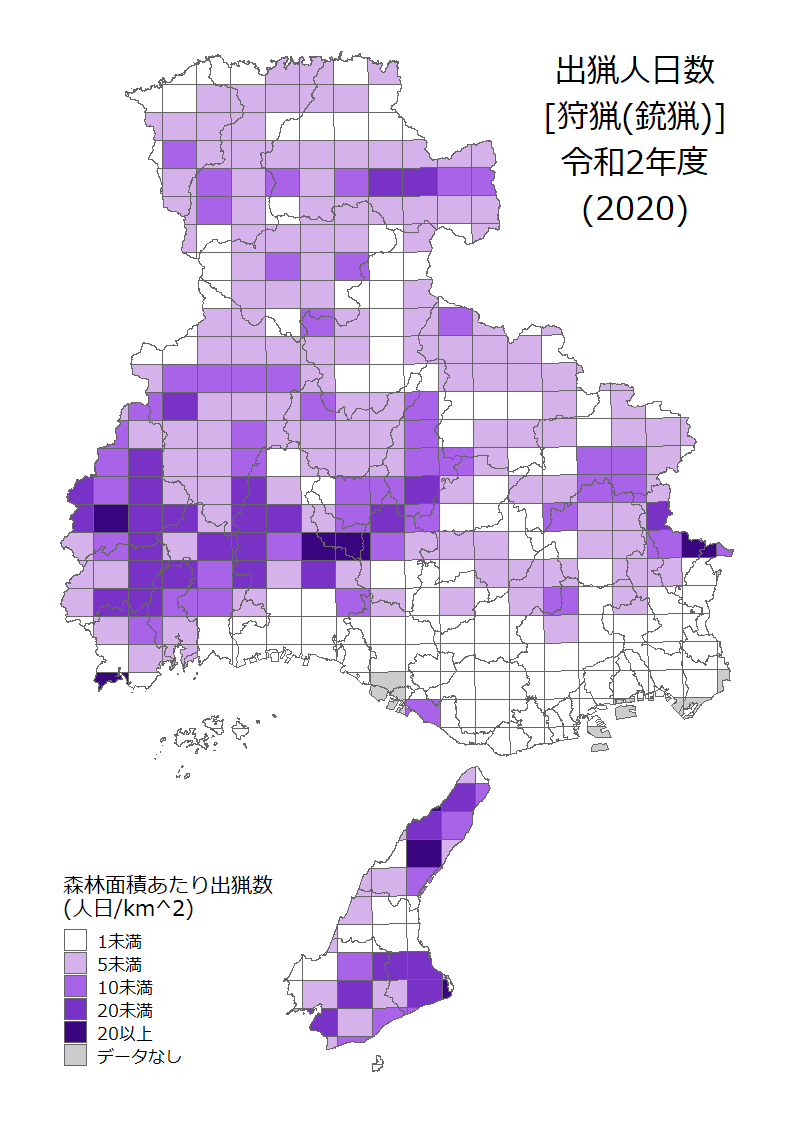 出猟人日数
[狩猟(銃猟)]
令和2年度
(2020)
森林面積あたり出猟数
(人日/km^2)
1未満
5未満
10未満
20未満
20以上
データなし